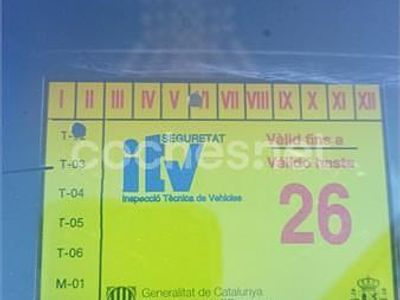 I II III IV V VI VII VIII IX X XI XII
SEGURETAT
itv
Inspecció Tècnica de Vehicles
Vàlid fins a
Válido hasta
26
T-03
T-04
T-05
T-06
M-01
Generalitat de Catalunya
coches.net